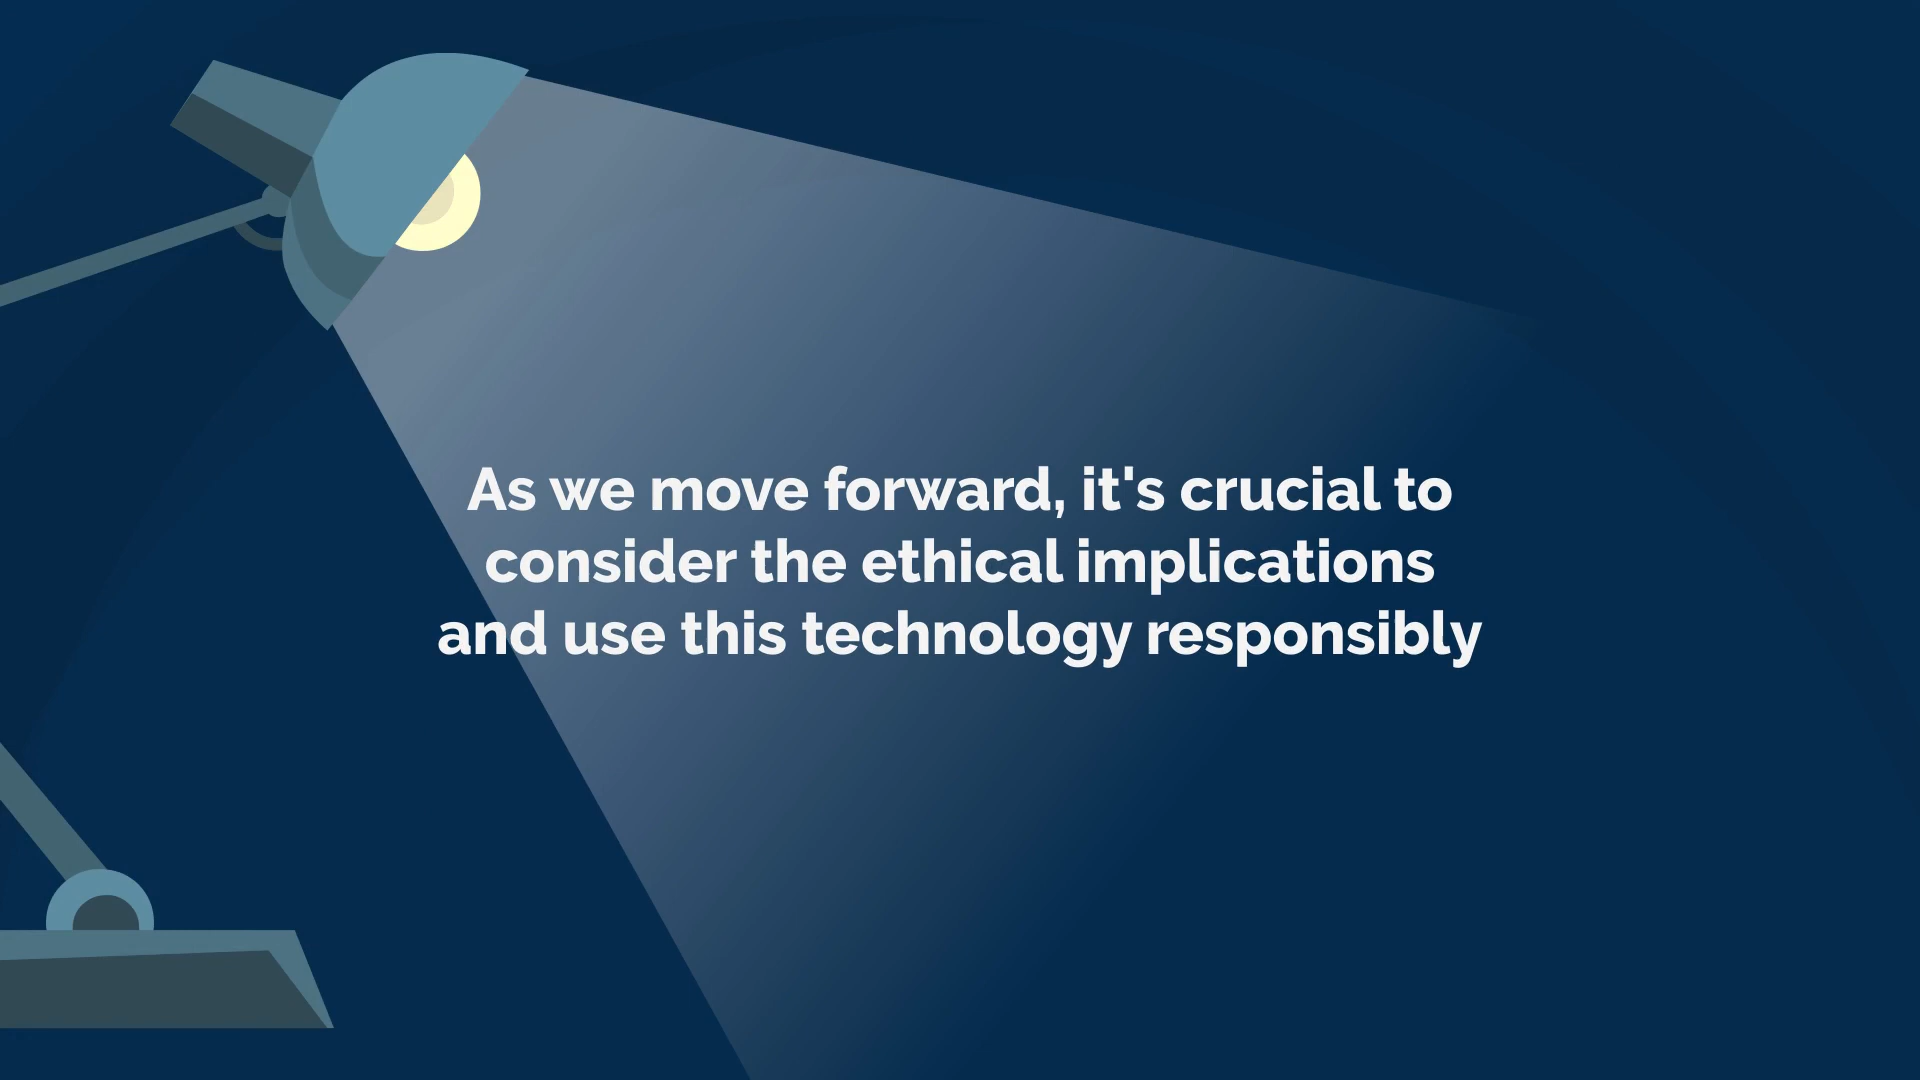 As we move forward, it's crucial to
consider the ethical implications
and use this technology responsibly